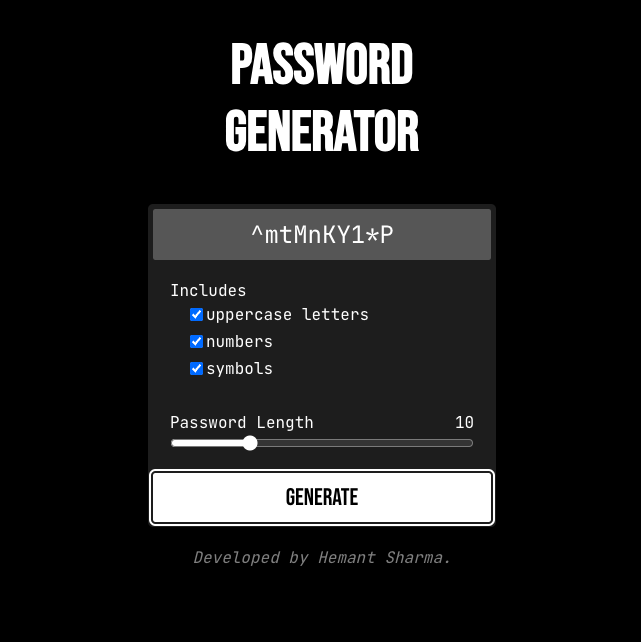 PASSWORD
GENERATOR
^mtMnKY1*P
Includes
uppercase letters
numbers
symbols
Password Length 10
GENERATE
Developed by Hemant Sharma.